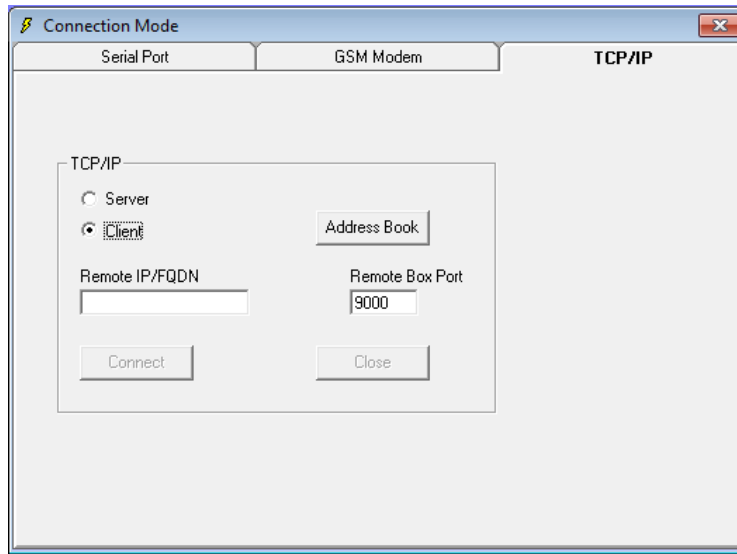 Connection Mode
Serial Port GSM Modem TCP/IP
TCP/IP
Server
Client
Address Book
Remote IP/FQDN Remote Box Port
9000
Connect Close